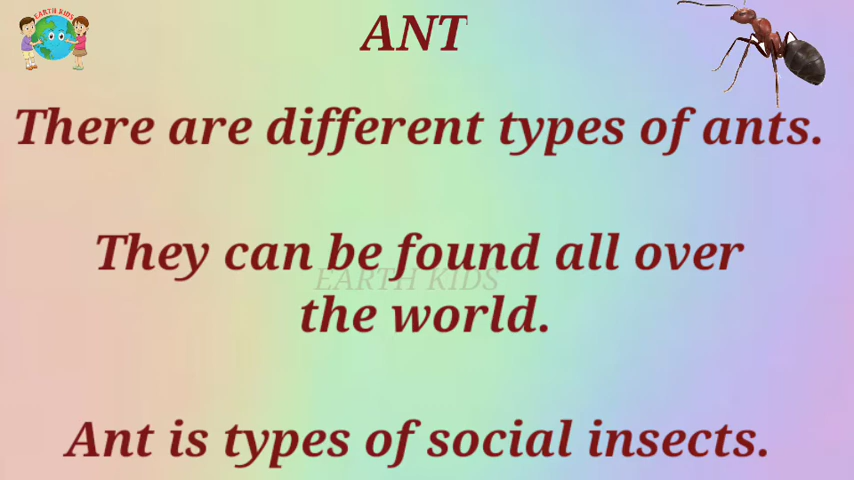 EARTH KIDS
ANT
There are different types of ants.
They can be found all over
EARTH KIDS
the world.
Ant is types of social insects.